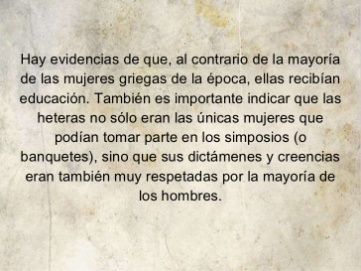 Hay evidencias de que, al contrario de la mayoría
de las mujeres griegas de la época, ellas recibían
educación. También es importante indicar que las
heteras no sólo eran las únicas mujeres que
podían tomar parte en los simposios (o
banquetes), sino que sus dictámenes y creencias
eran también muy respetadas por la mayoría de
los hombres.